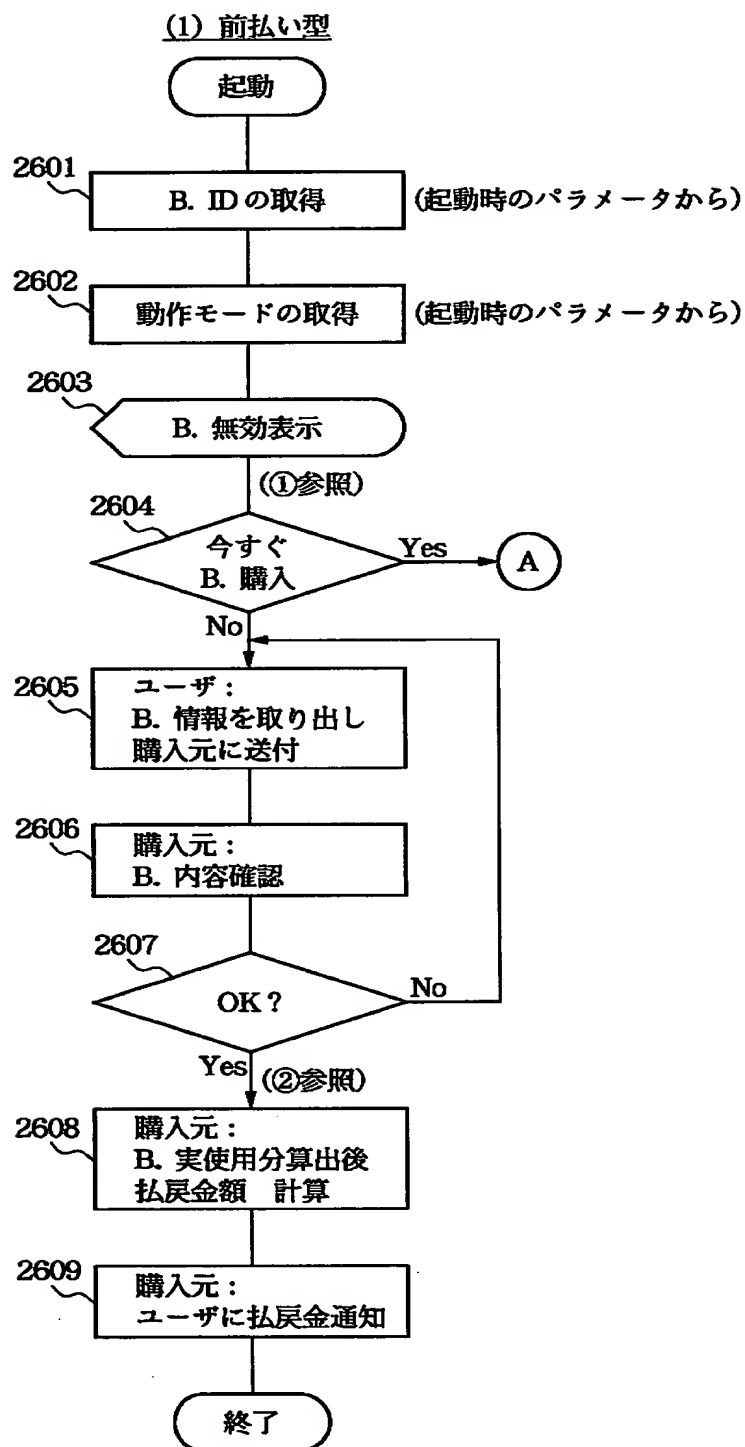 (1) 前払い型
起動
2601
B. IDの取得
(起動時のパラメータから)
2602
動作モードの取得
(起動時のパラメータから)
2603
B. 無効表示
(①参照)
2604
今すぐ
B. 購入
Yes
A
No
2605
ユーザ:
B. 情報を取り出し
購入元に送付
2606
購入元:
B. 内容確認
2607
OK?
No
Yes
(②参照)
2608
購入元:
B. 実使用分算出後
払戻金額 計算
2609
購入元:
ユーザに払戻金通知
終了